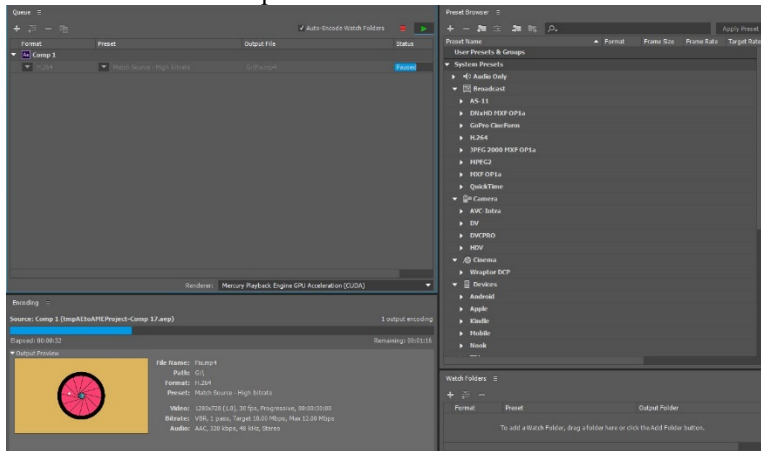 Queue
Auto-Encode Watch Folders
Format Preset Output File Status
Comp 1
H.264 Match Source - High bitrate Paused
Renderer: Mercury Playback Engine GPU Acceleration (CUDA)
Encoding
Source: Comp 1 (tmpAEtoAMEProject-Comp 17.aep) 1 output encoding
Elapsed: 00:00:32 Remaining: 00:01:16
Output Preview
File Name:
Path: G:\
Format: H.264
Preset: Match Source - High bitrate
Video: 1280x720 (1.0), 30 fps, Progressive,
Bitrate: VBR, 1 pass, Target 10.00 Mbps, Max 12.00 Mbps
Audio: AAC, 320 kbps, 48 kHz, Stereo
Preset Browser
Apply Preset
Preset Name Format Frame Size Frame Rate Target Rate
User Presets & Groups
System Presets
Audio Only
Broadcast
AS-11
DNxHD MXF OP1a
GoPro CineForm
H.264
JPEG 2000 MXF OP1a
MPEG2
MXF OP1a
QuickTime
Camera
AVC-Intra
DV
DVCPRO
HDV
Cinema
Wraptor DCP
Devices
Android
Apple
Kindle
Mobile
Nook
Watch Folders
Format Preset Output Folder
To add a Watch Folder, drag a folder here or click the Add Folder button.